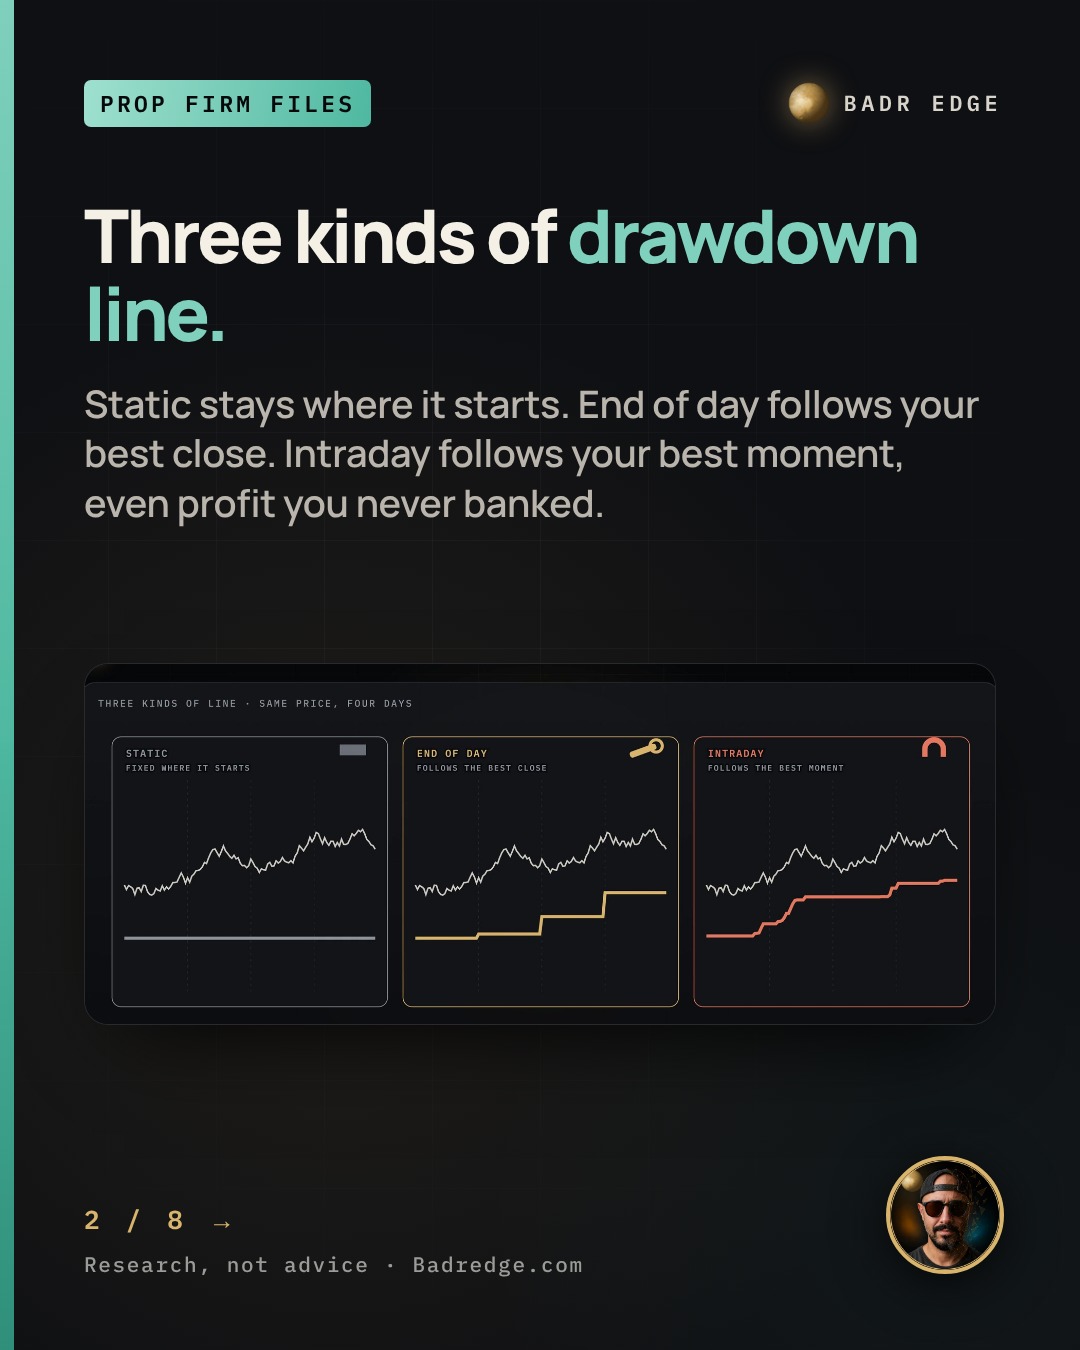 PROP FIRM FILES
BADR EDGE
Three kinds of drawdown
line.
Static stays where it starts. End of day follows your
best close. Intraday follows your best moment,
even profit you never banked.
THREE KINDS OF LINE · SAME PRICE, FOUR DAYS
STATIC
FIXED WHERE IT STARTS
END OF DAY
FOLLOWS THE BEST CLOSE
INTRADAY
FOLLOWS THE BEST MOMENT
2 / 8 →
Research, not advice · Badredge.com